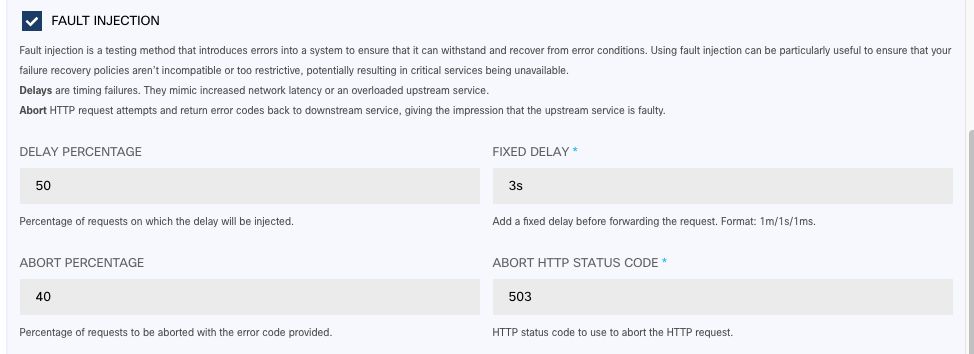 FAULT INJECTION
Fault injection is a testing method that introduces errors into a system to ensure that it can withstand and recover from error conditions. Using fault injection can be particularly useful to ensure that your
failure recovery policies aren't incompatible or too restrictive, potentially resulting in critical services being unavailable.
Delays are timing failures. They mimic increased network latency or an overloaded upstream service.
Abort HTTP request attempts and return error codes back to downstream service, giving the impression that the upstream service is faulty.
DELAY PERCENTAGE
50
Percentage of requests on which the delay will be injected.
FIXED DELAY *
3s
Add a fixed delay before forwarding the request. Format: 1m/1s/1ms.
ABORT PERCENTAGE
40
Percentage of requests to be aborted with the error code provided.
ABORT HTTP STATUS CODE *
503
HTTP status code to use to abort the HTTP request.